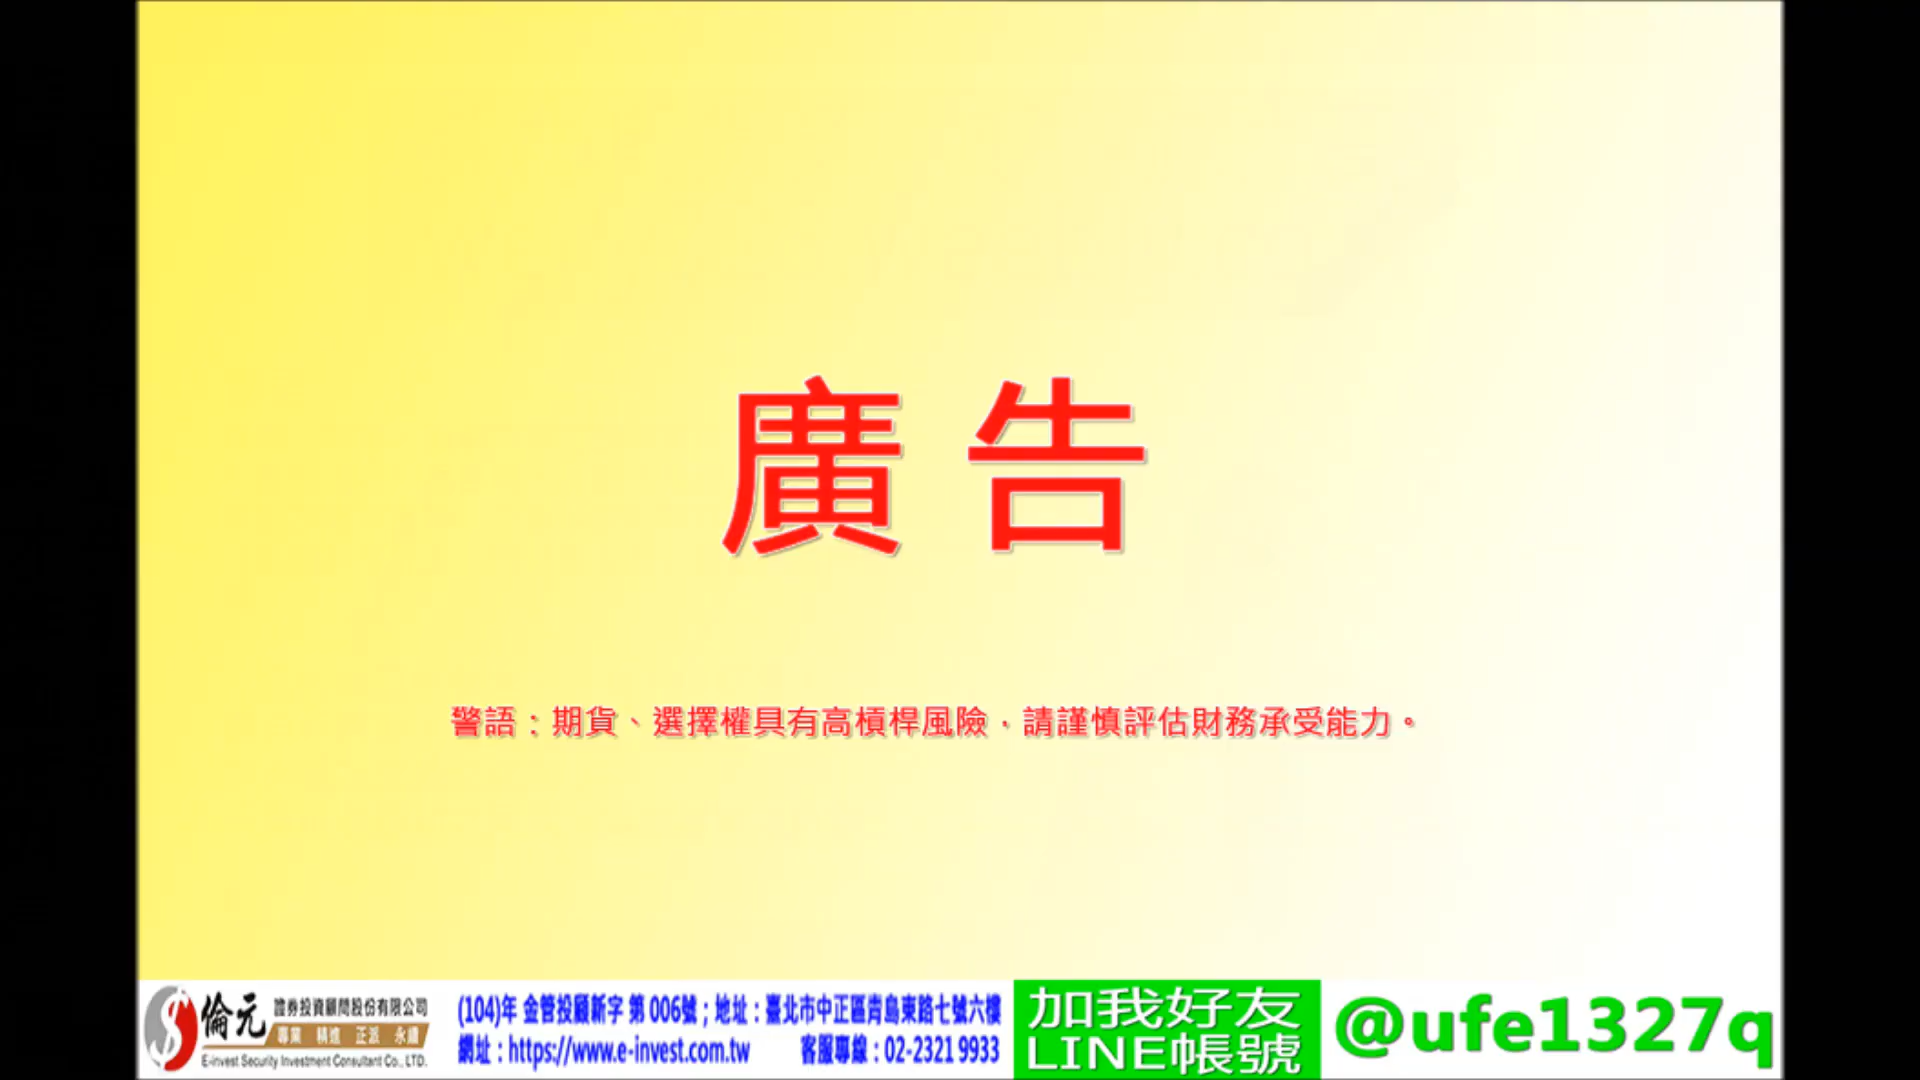 廣告
警語：期貨、選擇權具有高槓桿風險，請謹慎評估財務承受能力。
倫元 證券投資顧問股份有限公司
專業 精進 正派 永續
E-invest Security Investment Consultant Co., LTD.
(104)年 金管投顧新字 第 006號；地址：臺北市中正區青島東路七號六樓
網址：https://www.e-invest.com.tw 客服專線：02-2321 9933
加我好友
LINE帳號
@ufe1327q